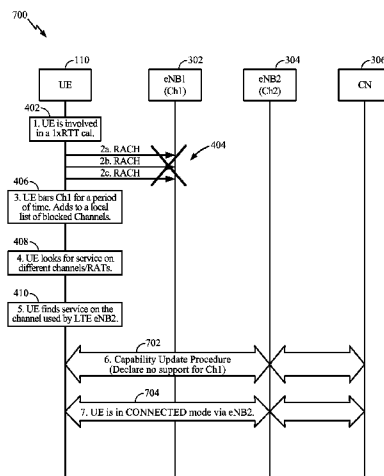 700
110
302
304
306
UE
eNB1
(Ch1)
eNB2
(Ch2)
CN
402
1. UE is involved
in a 1xRTT cal.
2a. RACH
2b. RACH
2c. RACH
404
406
3. UE bars Ch1 for a period
of time. Adds to a local
list of blocked Channels.
408
4. UE looks for service on
different channels/RATs.
410
5. UE finds service on the
channel used by LTE eNB2.
702
6. Capability Update Procedure
(Declare no support for Ch1)
704
7. UE is in CONNECTED mode via eNB2.